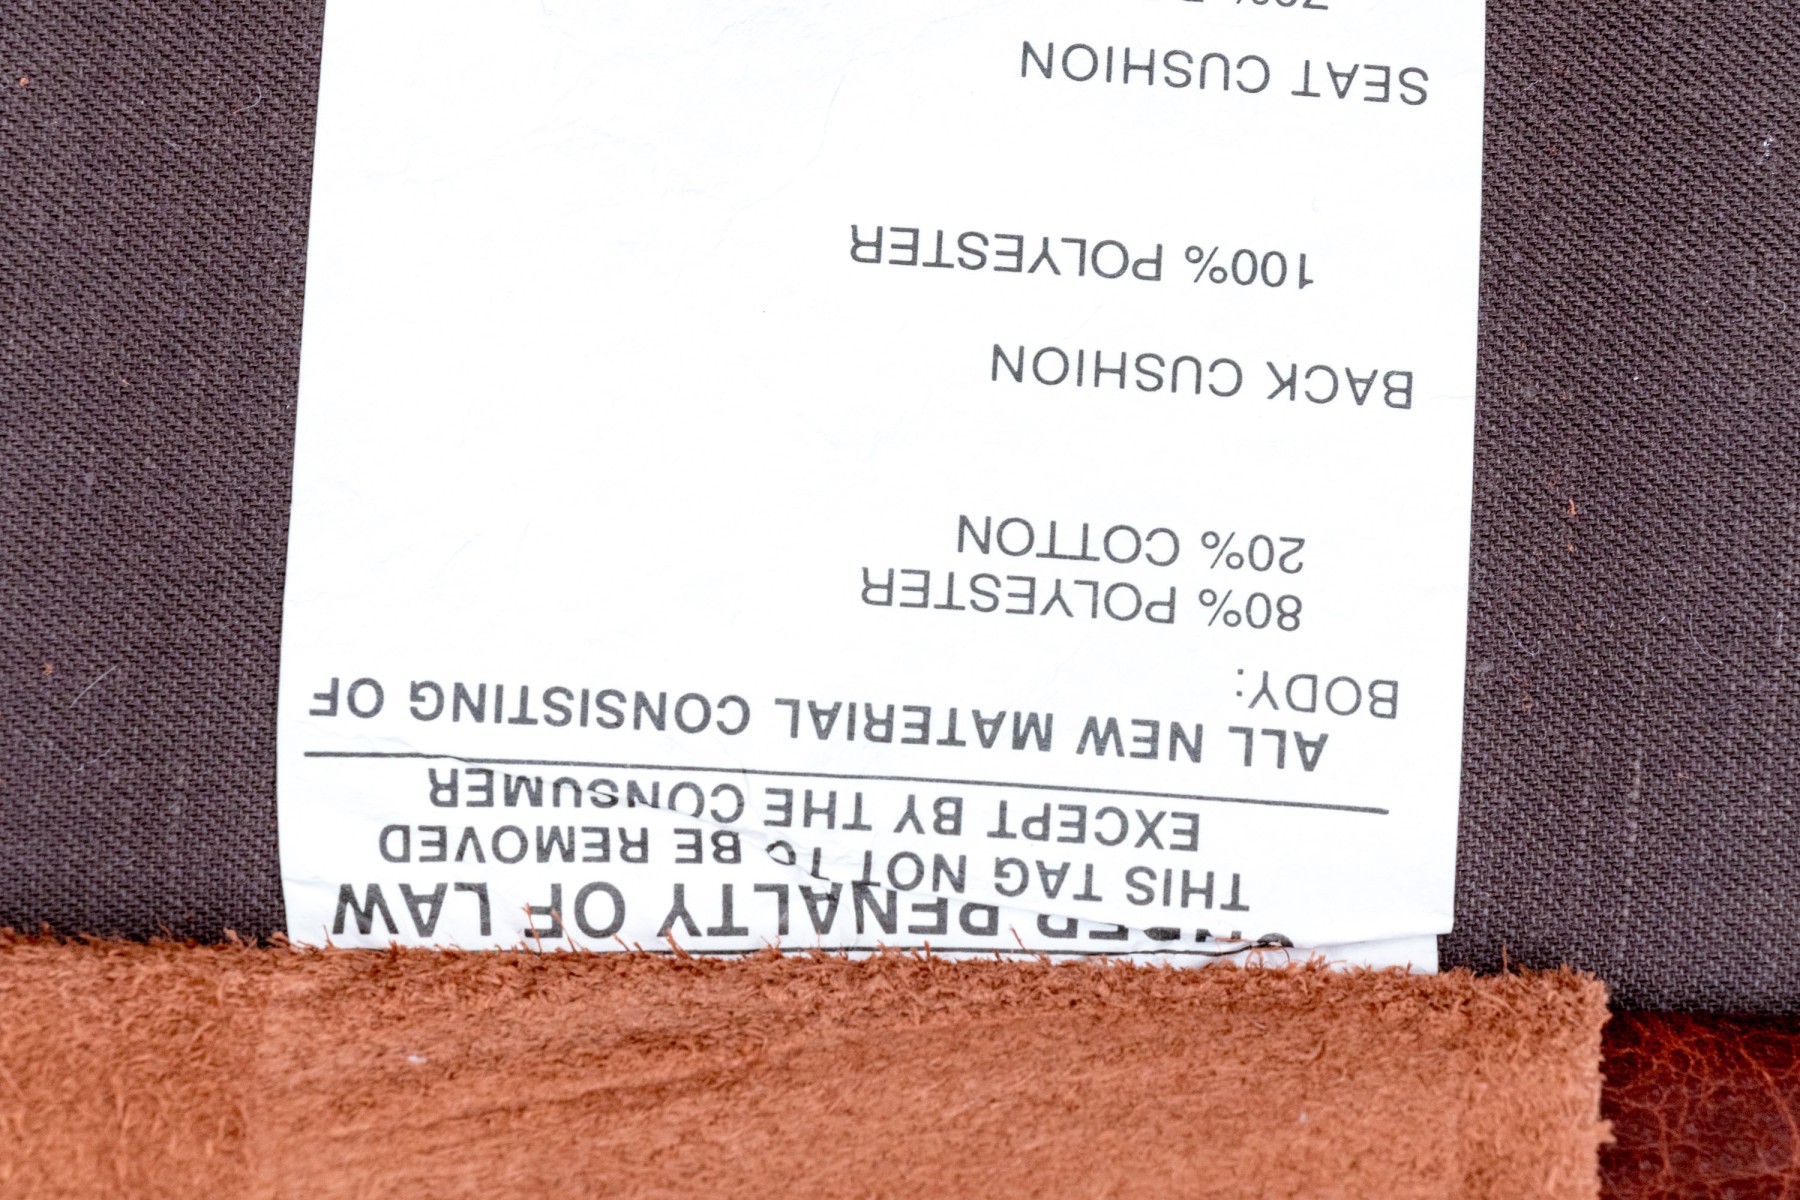 UNDER PENALTY OF LAW
THIS TAG NOT TO BE REMOVED
EXCEPT BY THE CONSUMER
ALL NEW MATERIAL CONSISTING OF
BODY:
80% POLYESTER
20% COTTON
BACK CUSHION
100% POLYESTER
SEAT CUSHION